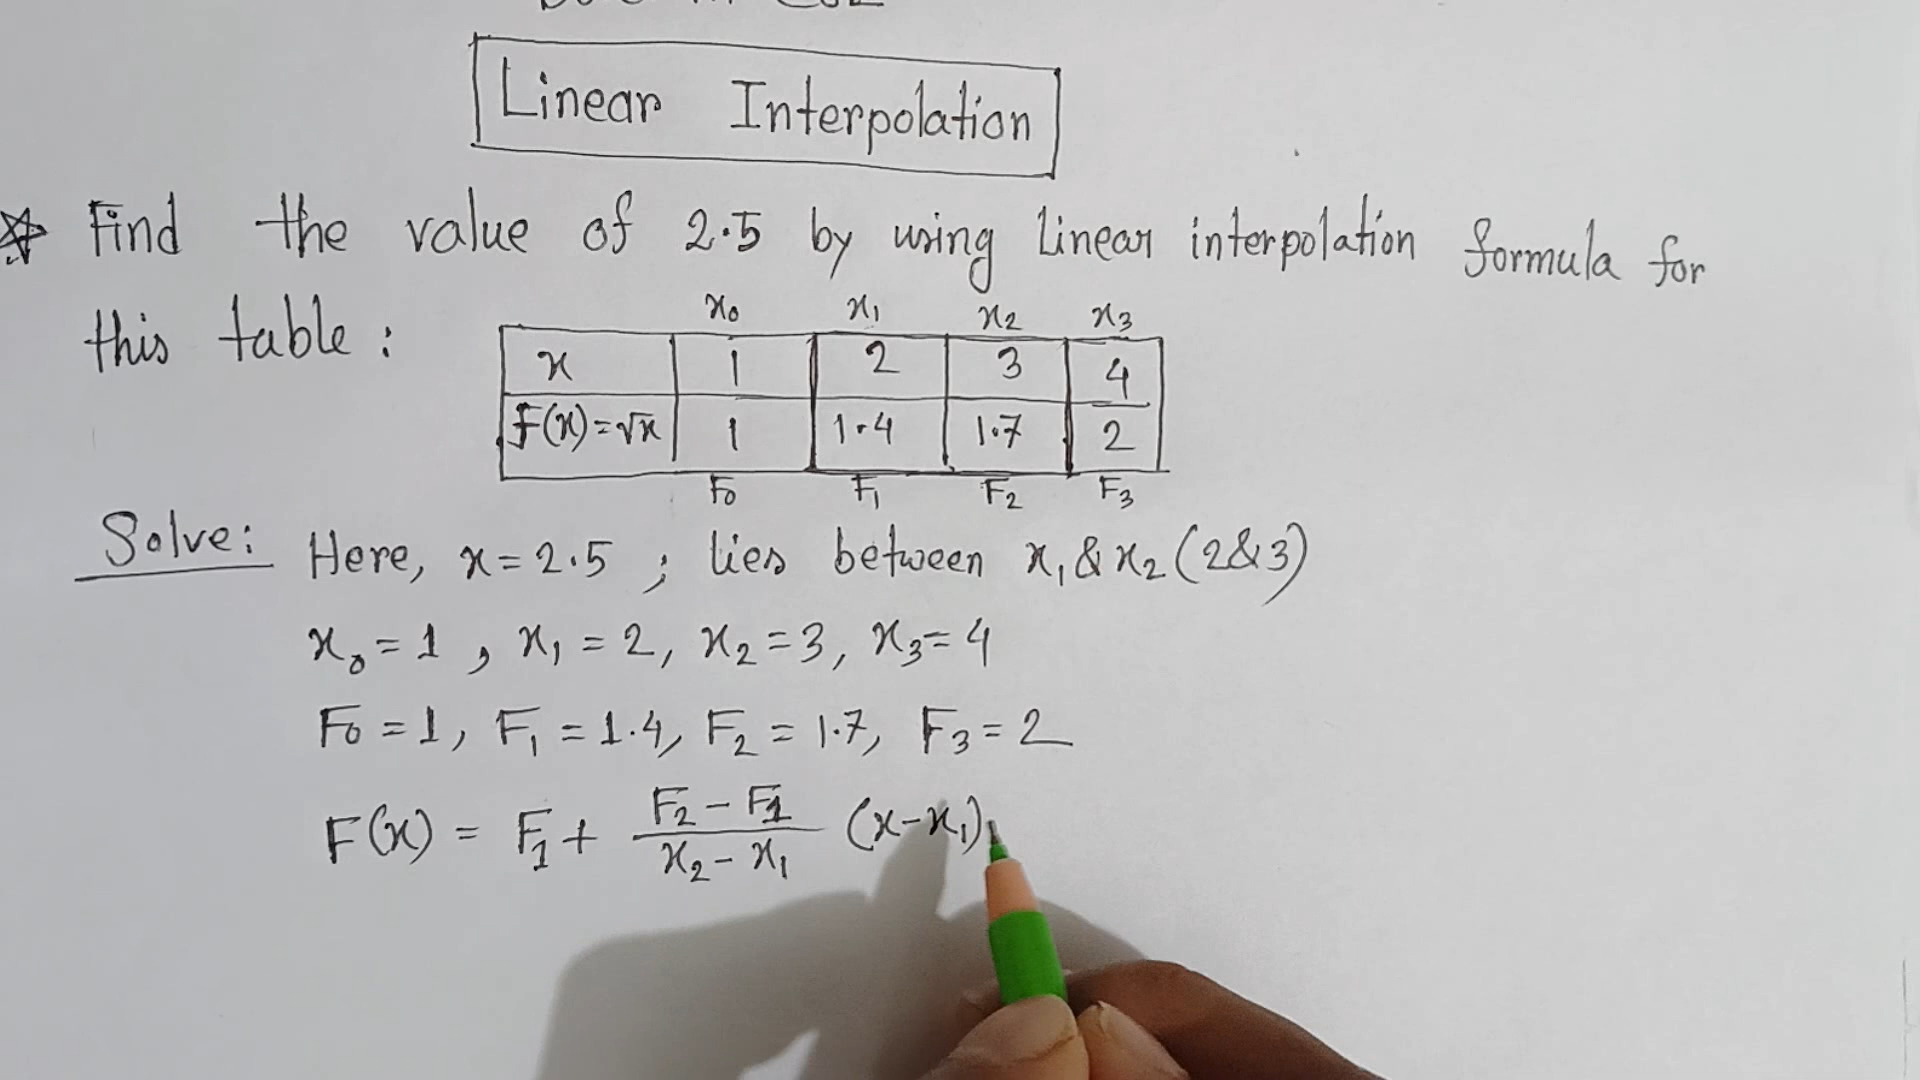 Linear Interpolation
Find the value of 2.5 by using Linear interpolation formula for
this table:
x₀ x₁ x₂ x₃
x 1 2 3 4
F(x)=√x 1 1.4 1.7 2
F₀ F₁ F₂ F₃
Solve: Here, x=2.5 ; lies between x₁ & x₂ (2&3)
x₀=1, x₁=2, x₂=3, x₃=4
F₀=1, F₁=1.4, F₂=1.7, F₃=2
F(x) = F₁ + (F₂-F₁)/(x₂-x₁) (x-x₁)